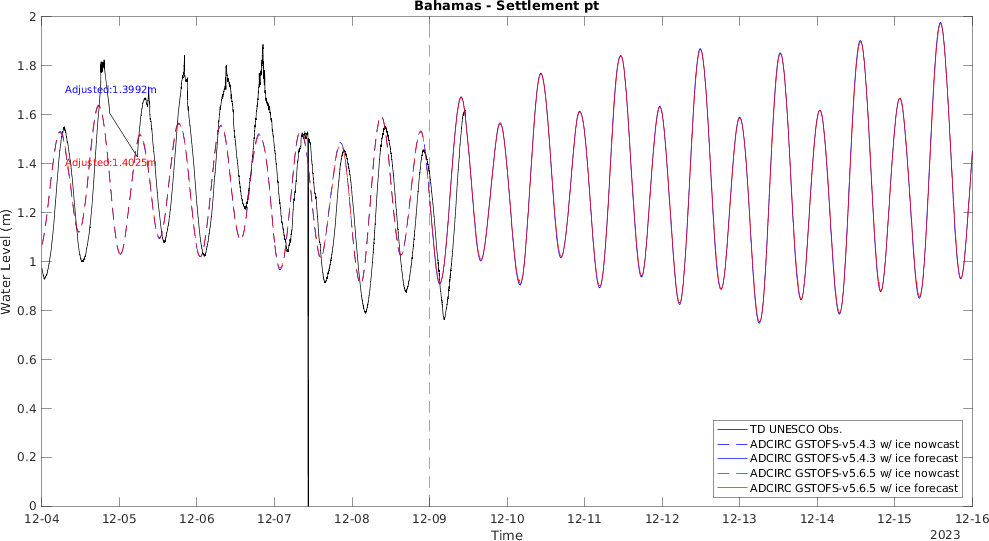 Bahamas - Settlement pt
Water Level (m)
2
1.8
1.6
1.4
1.2
1
0.8
0.6
0.4
0.2
0
Adjusted:1.3992m
Adjusted:1.4025m
TD UNESCO Obs.
ADCIRC GSTOFS-v5.4.3 w/ ice nowcast
ADCIRC GSTOFS-v5.4.3 w/ ice forecast
ADCIRC GSTOFS-v5.6.5 w/ ice nowcast
ADCIRC GSTOFS-v5.6.5 w/ ice forecast
12-04 12-05 12-06 12-07 12-08 12-09 12-10 12-11 12-12 12-13 12-14 12-15 12-16
Time
2023